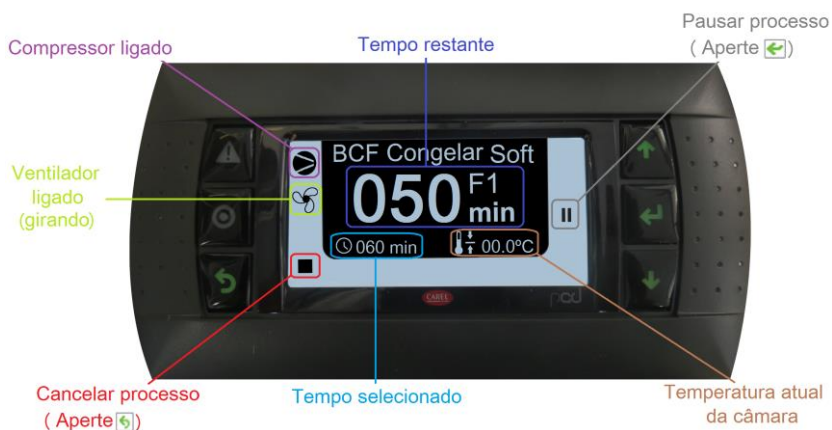 Pausar processo
( Aperte )
Compressor ligado
Tempo restante
BCF Congelar Soft
050 F1
min
Ventilador
ligado
(girando)
060 min
00.0ºC
CAREL
pGD
Cancelar processo
( Aperte )
Tempo selecionado
Temperatura atual
da câmara